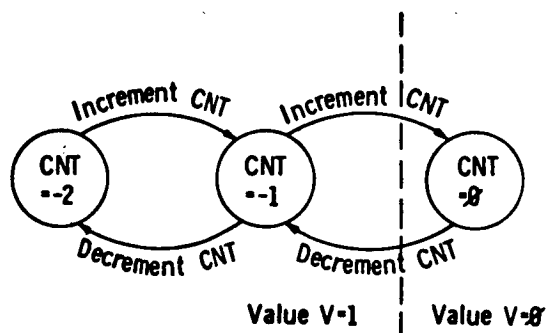 Increment CNT
Increment CNT
CNT
=-2
CNT
=-1
CNT
=0
Decrement CNT
Decrement CNT
Value V=1
Value V=0